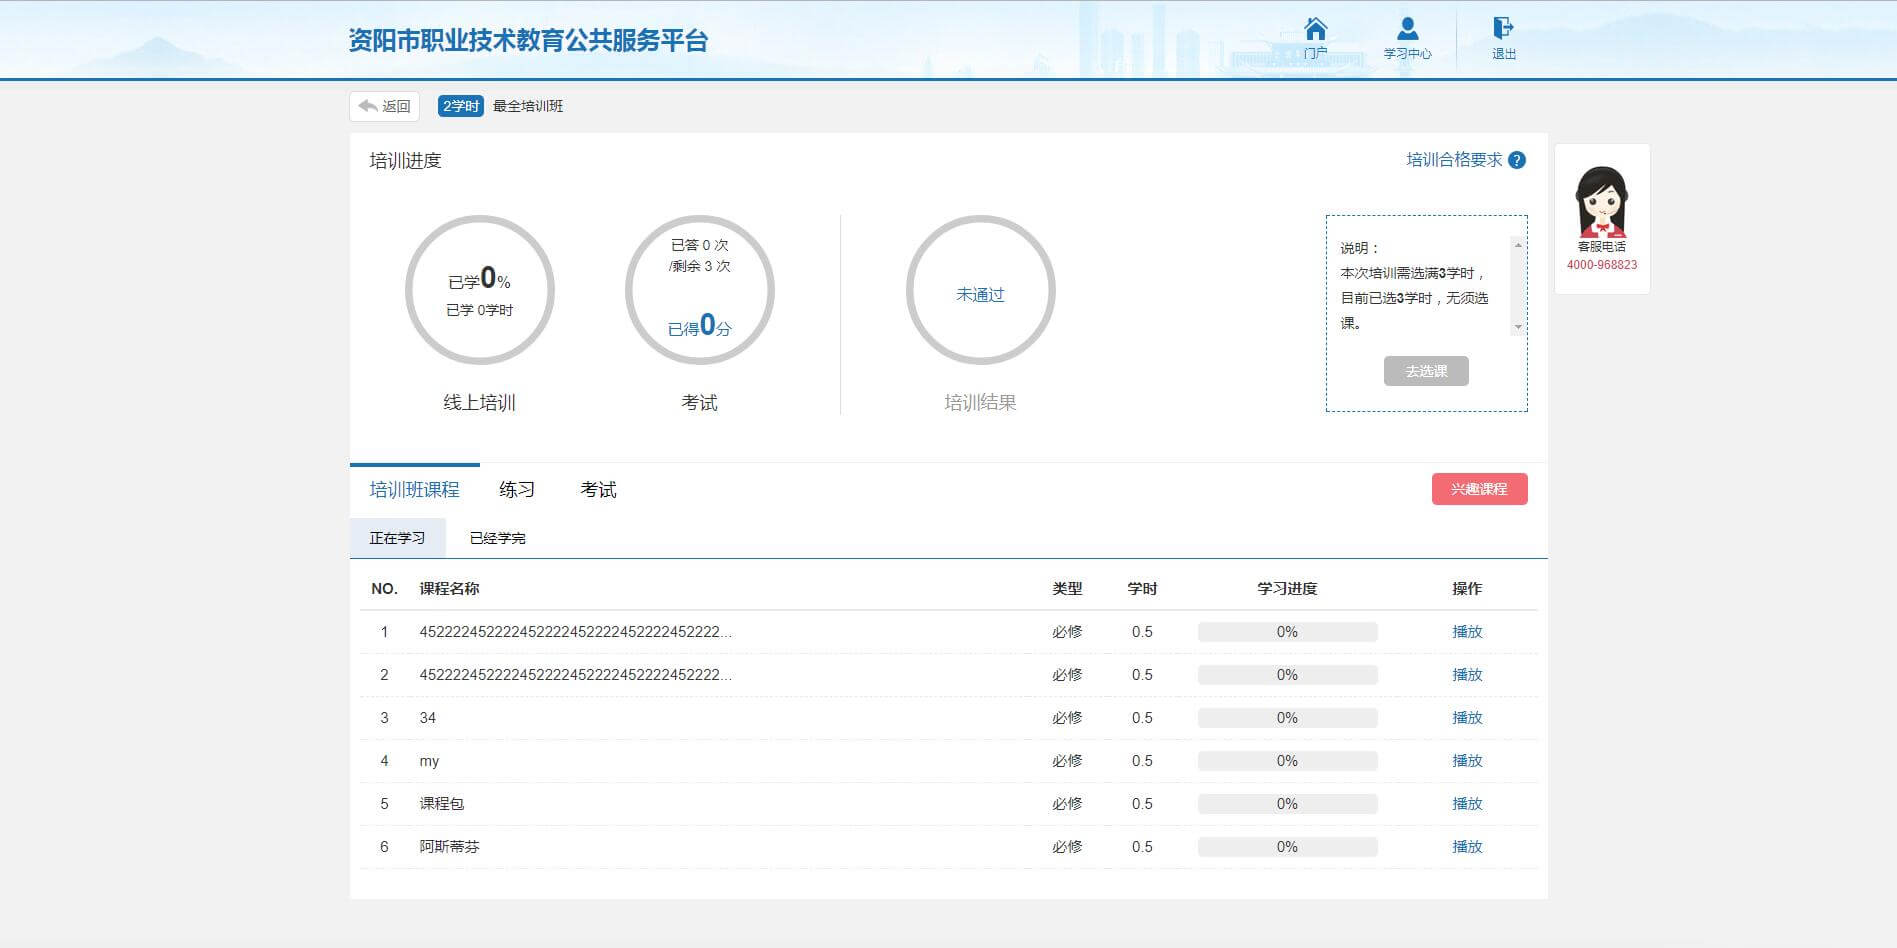 资阳市职业技术教育公共服务平台
门户
学习中心
退出
返回
2学时 最全培训班
培训进度
培训合格要求 ?
已学0%
已学 0学时
线上培训
已答 0 次
/剩余 3 次
已得0分
考试
未通过
培训结果
说明：
本次培训需选满3学时，
目前已选3学时，无须选
课。
去选课
客服电话
4000-968823
培训班课程 练习 考试
兴趣课程
正在学习 已经学完
NO. 课程名称 类型 学时 学习进度 操作
1 452222452222452222452222452222452222... 必修 0.5 0% 播放
2 452222452222452222452222452222452222... 必修 0.5 0% 播放
3 34 必修 0.5 0% 播放
4 my 必修 0.5 0% 播放
5 课程包 必修 0.5 0% 播放
6 阿斯蒂芬 必修 0.5 0% 播放